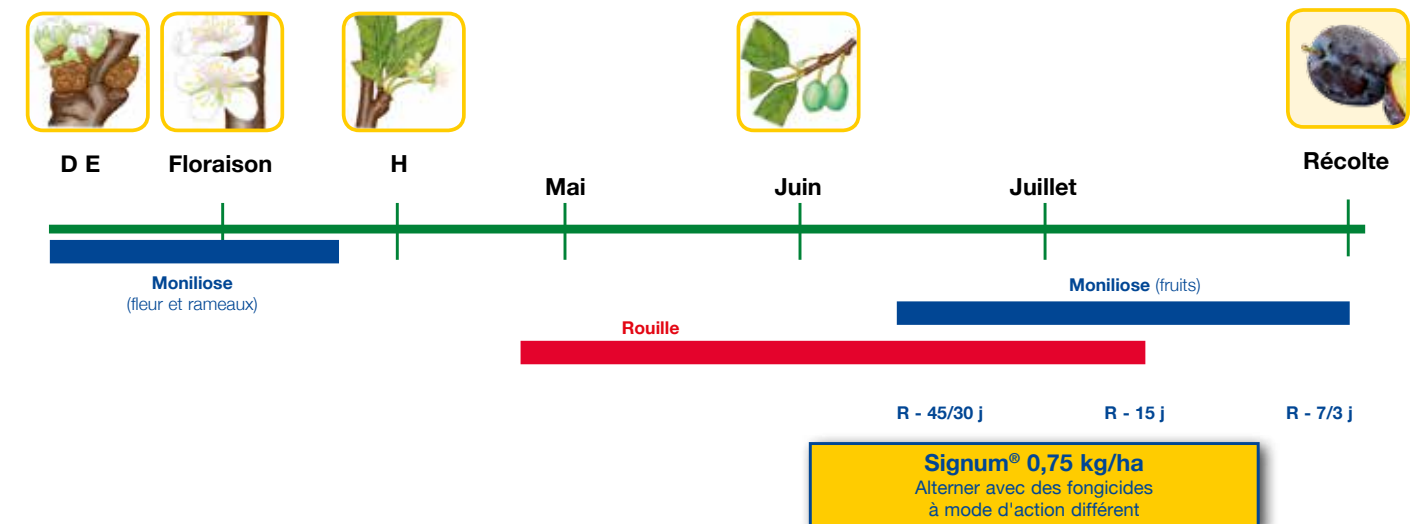 D E
Floraison
H
Mai
Juin
Juillet
Récolte
Moniliose
(fleur et rameaux)
Moniliose (fruits)
Rouille
R - 45/30 j
R - 15 j
R - 7/3 j
Signum® 0,75 kg/ha
Alterner avec des fongicides
à mode d'action différent